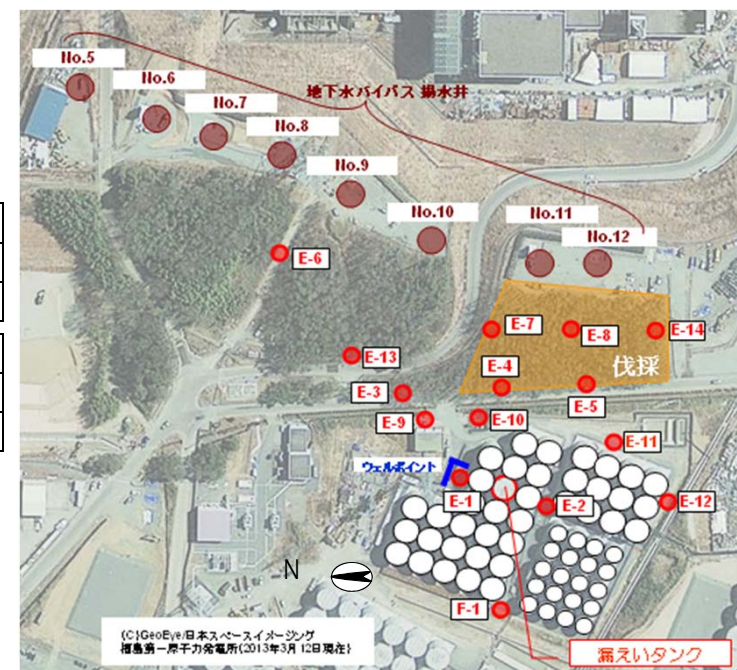 No.5
No.6
No.7
No.8
地下水バイパス 揚水井
No.9
No.10
No.11
No.12
E-6
E-7
E-8
E-14
E-13
伐採
E-4
E-3
E-5
E-9
E-10
E-11
ウェルポイント
E-1
E-2
E-12
N
F-1
(C)GeoEye/日本スペースイメージング
福島第一原子力発電所(2013年3月12日現在)
漏えいタンク